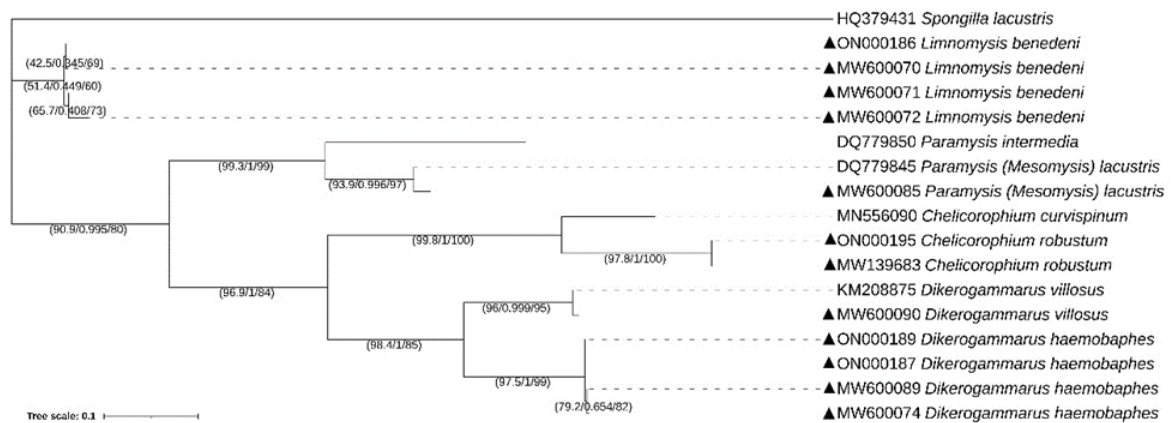 HQ379431 Spongilla lacustris
▲ON000186 Limnomysis benedeni
(42.5/0.345/69)
▲MW600070 Limnomysis benedeni
(51.4/0.449/60)
▲MW600071 Limnomysis benedeni
(65.7/0.408/73)
▲MW600072 Limnomysis benedeni
DQ779850 Paramysis intermedia
(99.3/1/99)
DQ779845 Paramysis (Mesomysis) lacustris
(93.9/0.996/97)
▲MW600085 Paramysis (Mesomysis) lacustris
MN556090 Chelicorophium curvispinum
(90.9/0.995/80)
(99.8/1/100)
▲ON000195 Chelicorophium robustum
(97.8/1/100)
▲MW139683 Chelicorophium robustum
KM208875 Dikerogammarus villosus
(96.9/1/84)
(96/0.999/95)
▲MW600090 Dikerogammarus villosus
▲ON000189 Dikerogammarus haemobaphes
(98.4/1/85)
▲ON000187 Dikerogammarus haemobaphes
(97.5/1/99)
▲MW600089 Dikerogammarus haemobaphes
(79.2/0.654/82)
▲MW600074 Dikerogammarus haemobaphes
Tree scale: 0.1